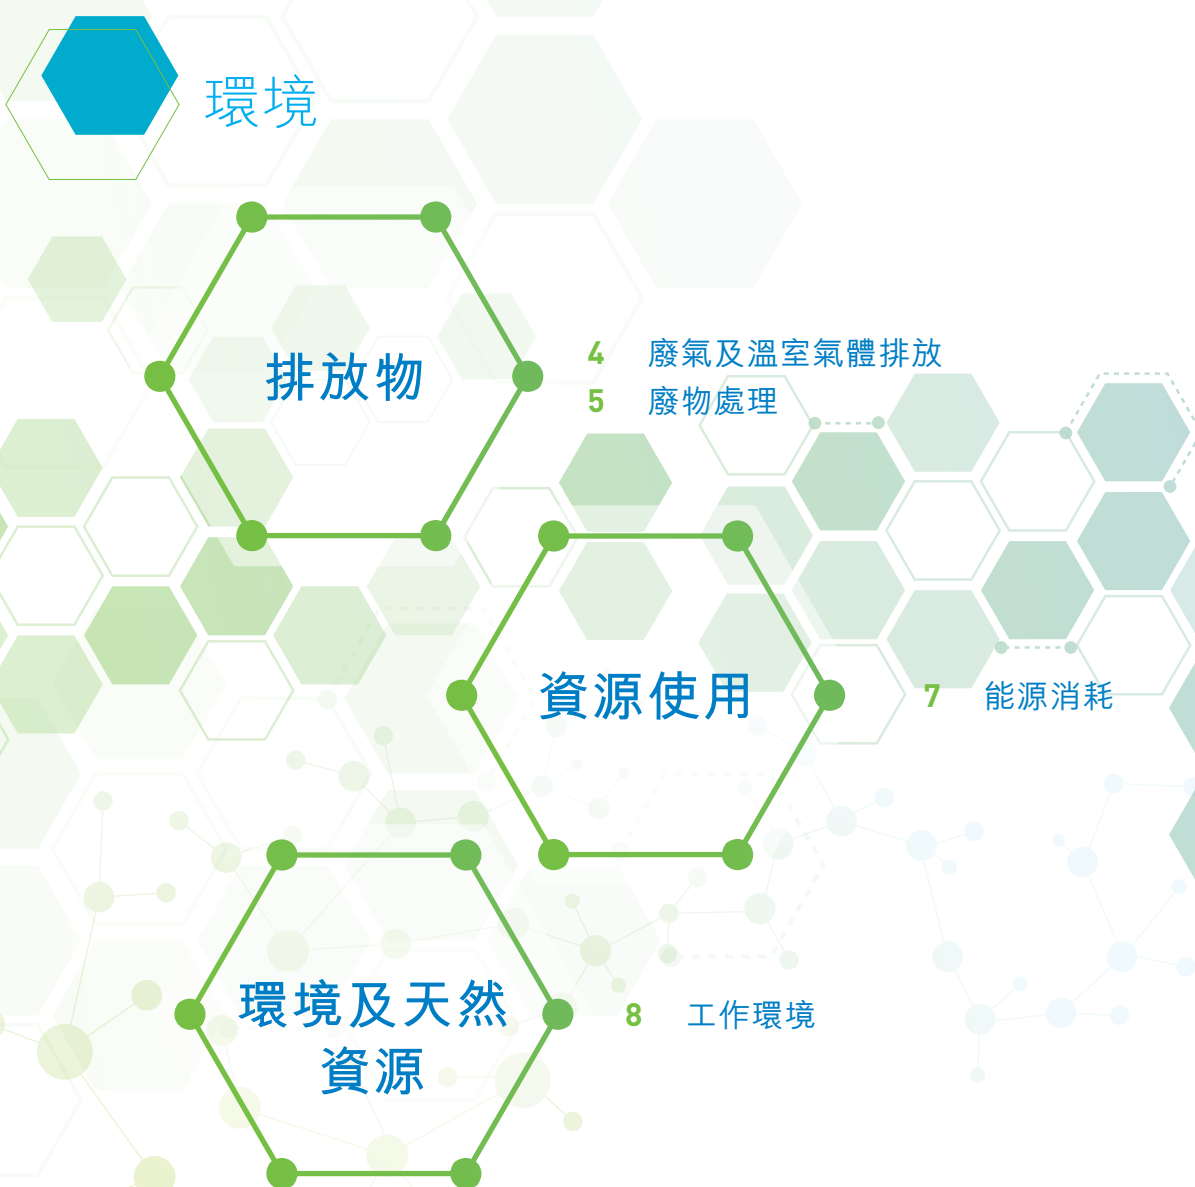 環境
排放物
4 廢氣及溫室氣體排放
5 廢物處理
資源使用
7 能源消耗
環境及天然
資源
8 工作環境